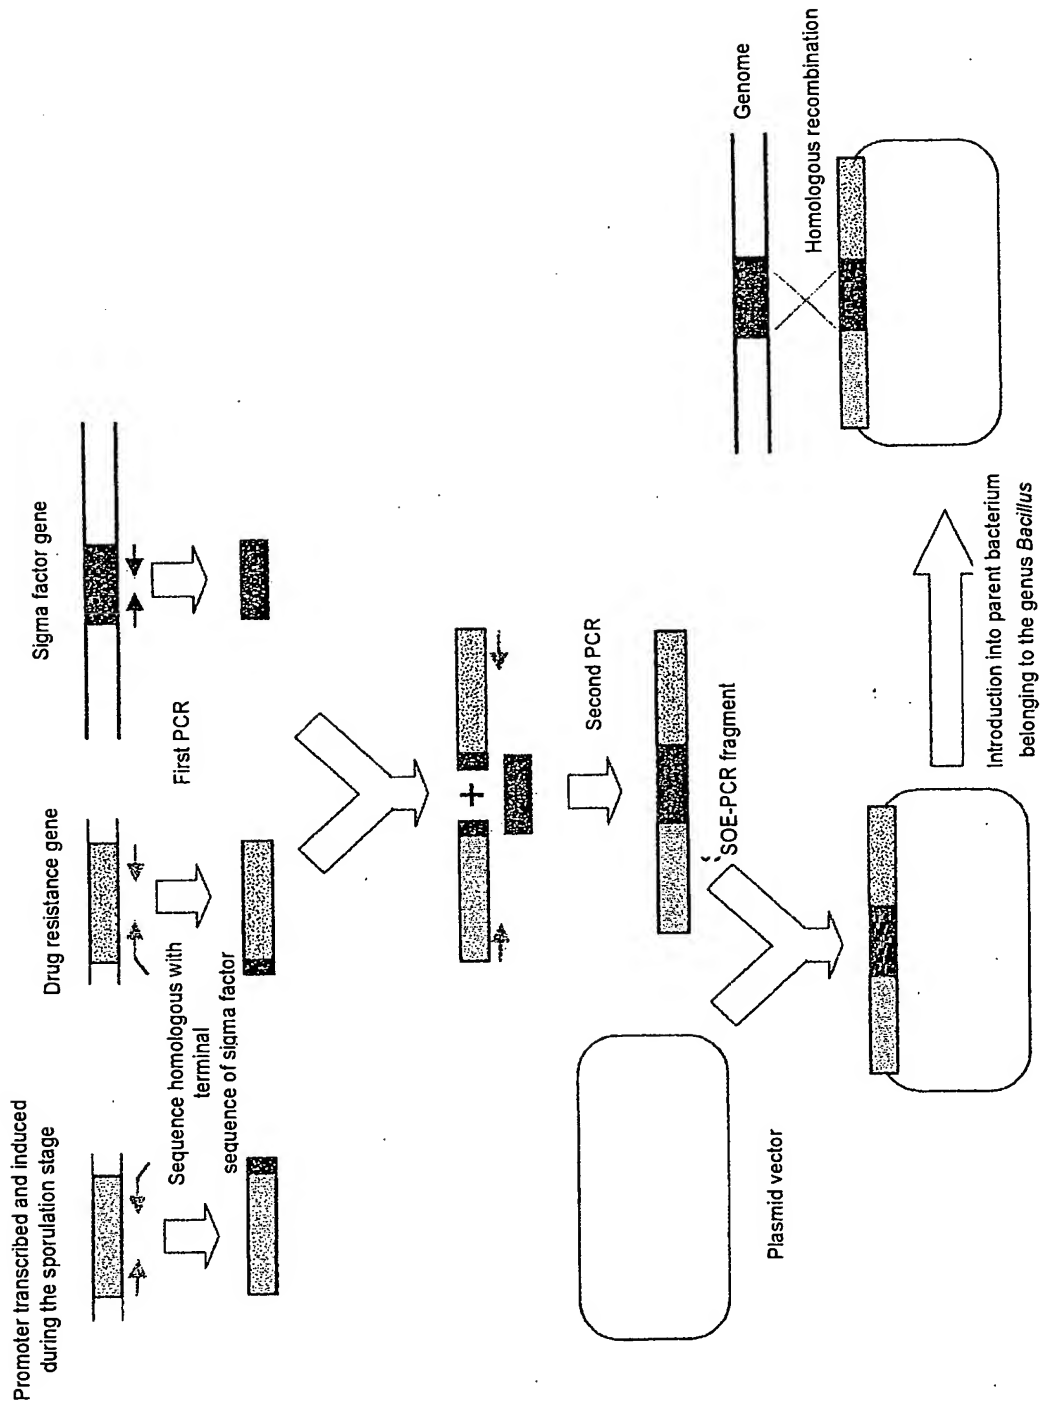 Promoter transcribed and induced
during the sporulation stage
Drug resistance gene
Sigma factor gene
Sequence homologous with
terminal
sequence of sigma factor
First PCR
+
Second PCR
SOE-PCR fragment
Plasmid vector
Introduction into parent bacterium
belonging to the genus Bacillus
Genome
Homologous recombination